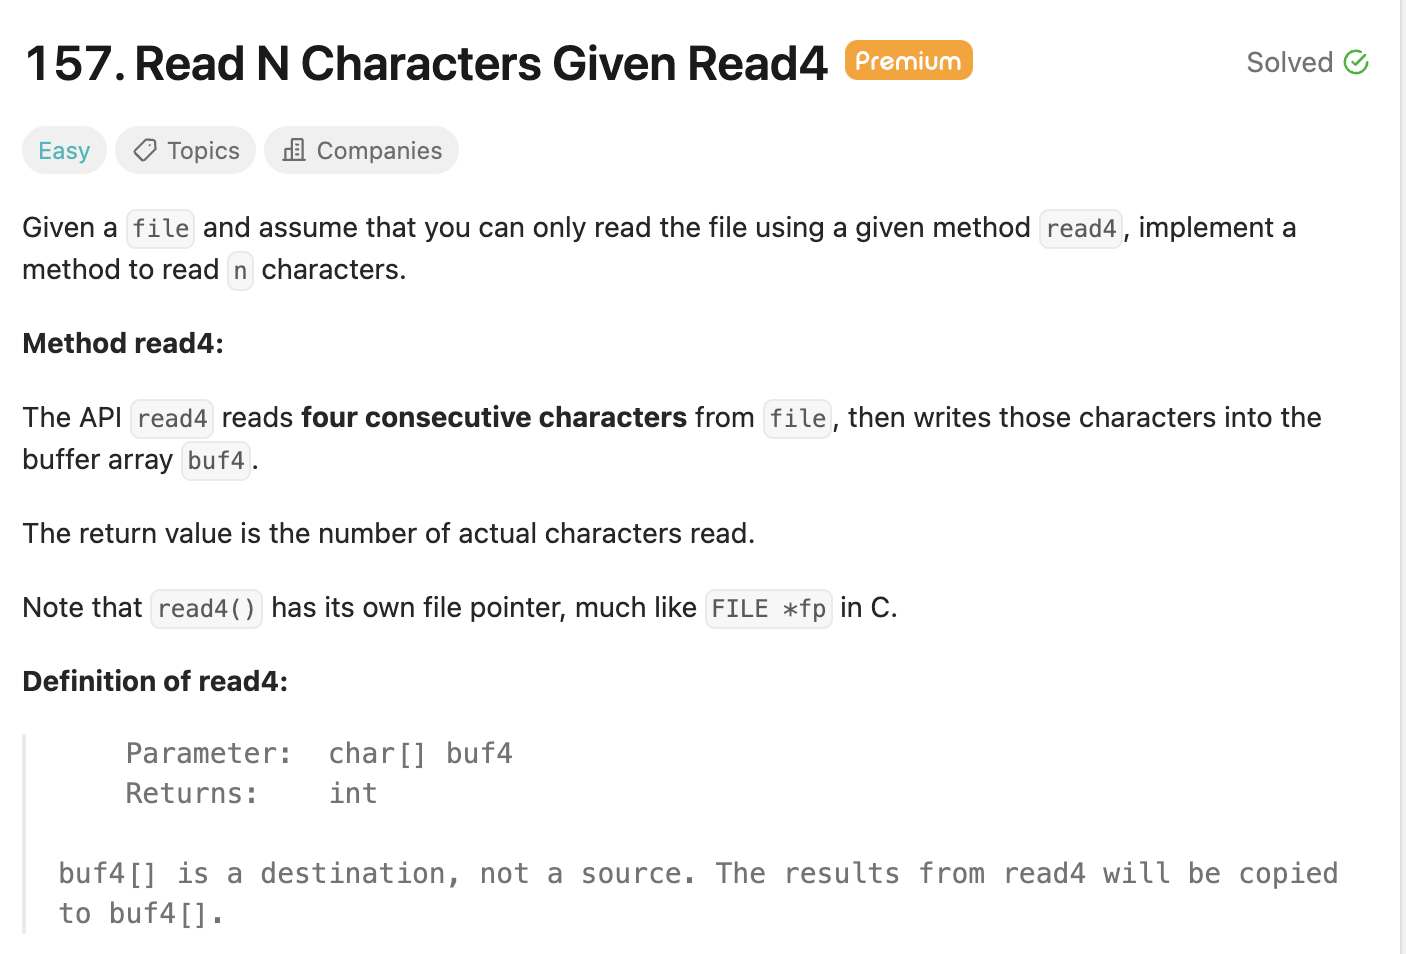 157. Read N Characters Given Read4 Premium Solved
Easy Topics Companies
Given a file and assume that you can only read the file using a given method read4, implement a
method to read n characters.
Method read4:
The API read4 reads four consecutive characters from file, then writes those characters into the
buffer array buf4.
The return value is the number of actual characters read.
Note that read4() has its own file pointer, much like FILE *fp in C.
Definition of read4:
Parameter: char[] buf4
Returns: int
buf4[] is a destination, not a source. The results from read4 will be copied
to buf4[].